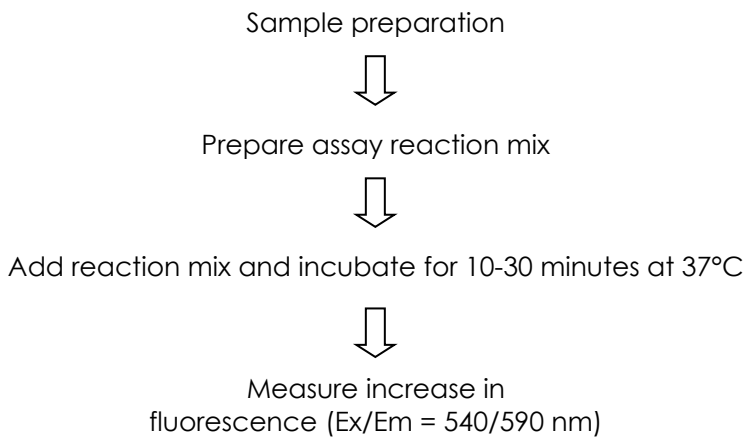 Sample preparation
Prepare assay reaction mix
Add reaction mix and incubate for 10-30 minutes at 37°C
Measure increase in
fluorescence (Ex/Em = 540/590 nm)